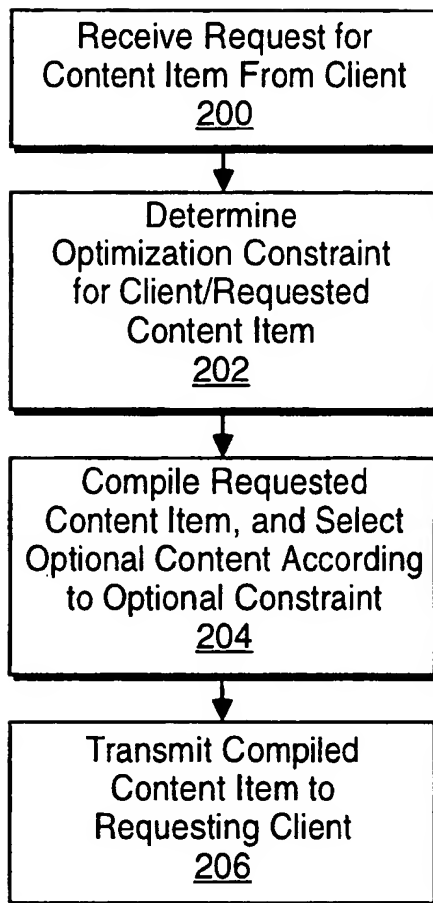 Receive Request for
Content Item From Client
200
Determine
Optimization Constraint
for Client/Requested
Content Item
202
Compile Requested
Content Item, and Select
Optional Content According
to Optional Constraint
204
Transmit Compiled
Content Item to
Requesting Client
206